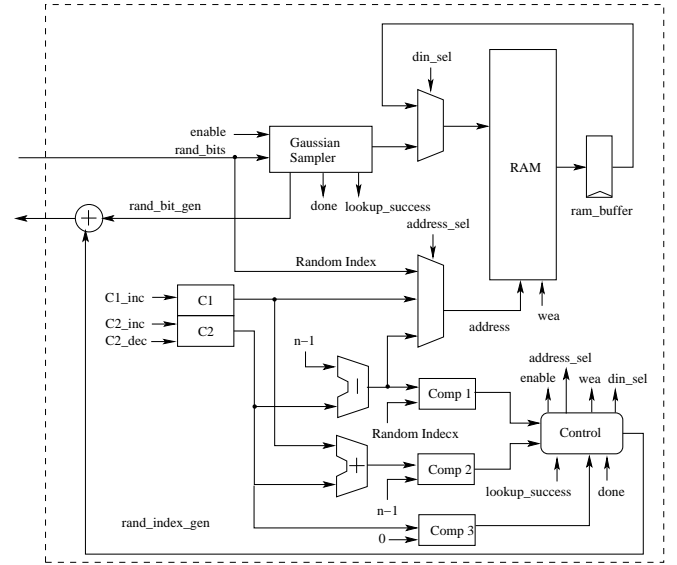 din_sel
enable
rand_bits
Gaussian
Sampler
RAM
ram_buffer
rand_bit_gen
done
lookup_success
+
address_sel
Random Index
C1_inc
C1
C2_inc
C2
C2_dec
address
wea
n−1
−
Comp 1
Random Indecx
+
Comp 2
n−1
Comp 3
0
rand_index_gen
address_sel
enable
wea
din_sel
Control
lookup_success
done